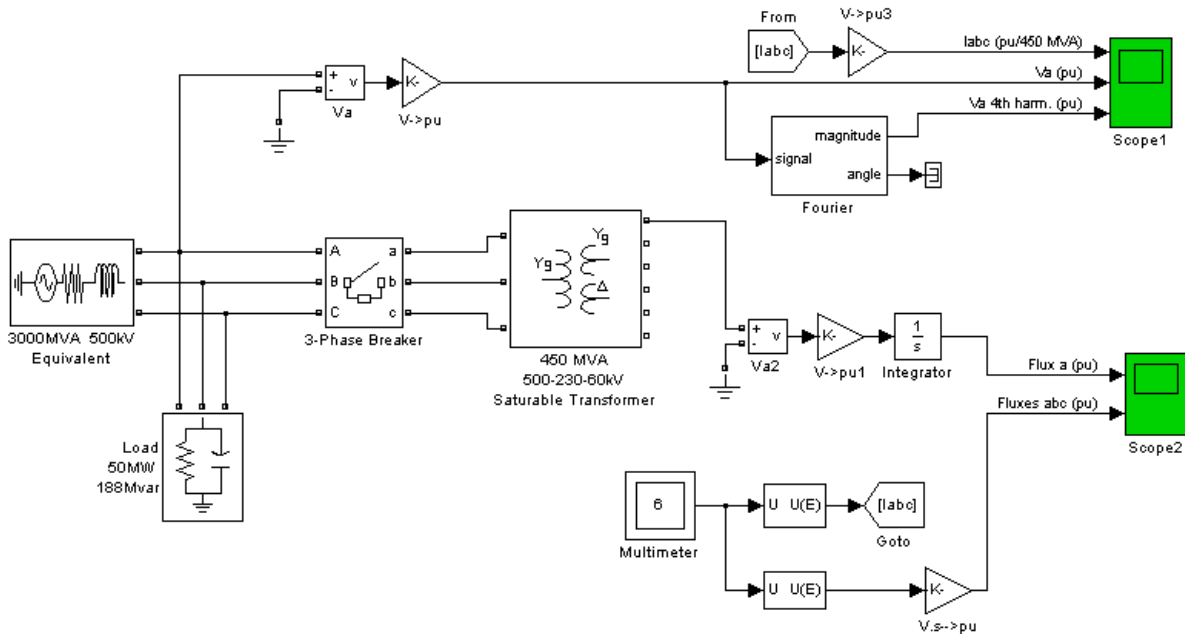 From
V->pu3
[Iabc]
K-
Iabc (pu/450 MVA)
+
-
v
Va
K-
V->pu
Va (pu)
Va 4th harm. (pu)
Scope1
signal
magnitude
angle
Fourier
3000MVA 500kV
Equivalent
A
B
C
a
b
c
3-Phase Breaker
Yg
Yg
Δ
450 MVA
500-230-60kV
Saturable Transformer
+
-
v
Va2
K-
V->pu1
1
s
Integrator
Flux a (pu)
Fluxes abc (pu)
Scope2
Load
50MW
188Mvar
6
Multimeter
U U(E)
[Iabc]
Goto
U U(E)
K-
V.s-->pu